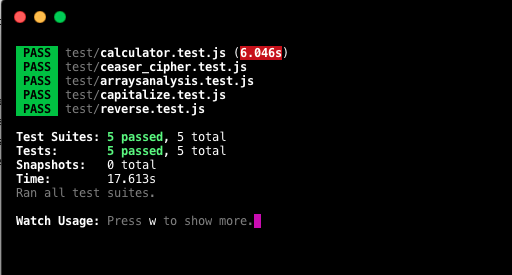 PASS test/calculator.test.js (6.046s)
PASS test/ceaser_cipher.test.js
PASS test/arraysanalysis.test.js
PASS test/capitalize.test.js
PASS test/reverse.test.js
Test Suites: 5 passed, 5 total
Tests: 5 passed, 5 total
Snapshots: 0 total
Time: 17.613s
Ran all test suites.
Watch Usage: Press w to show more.